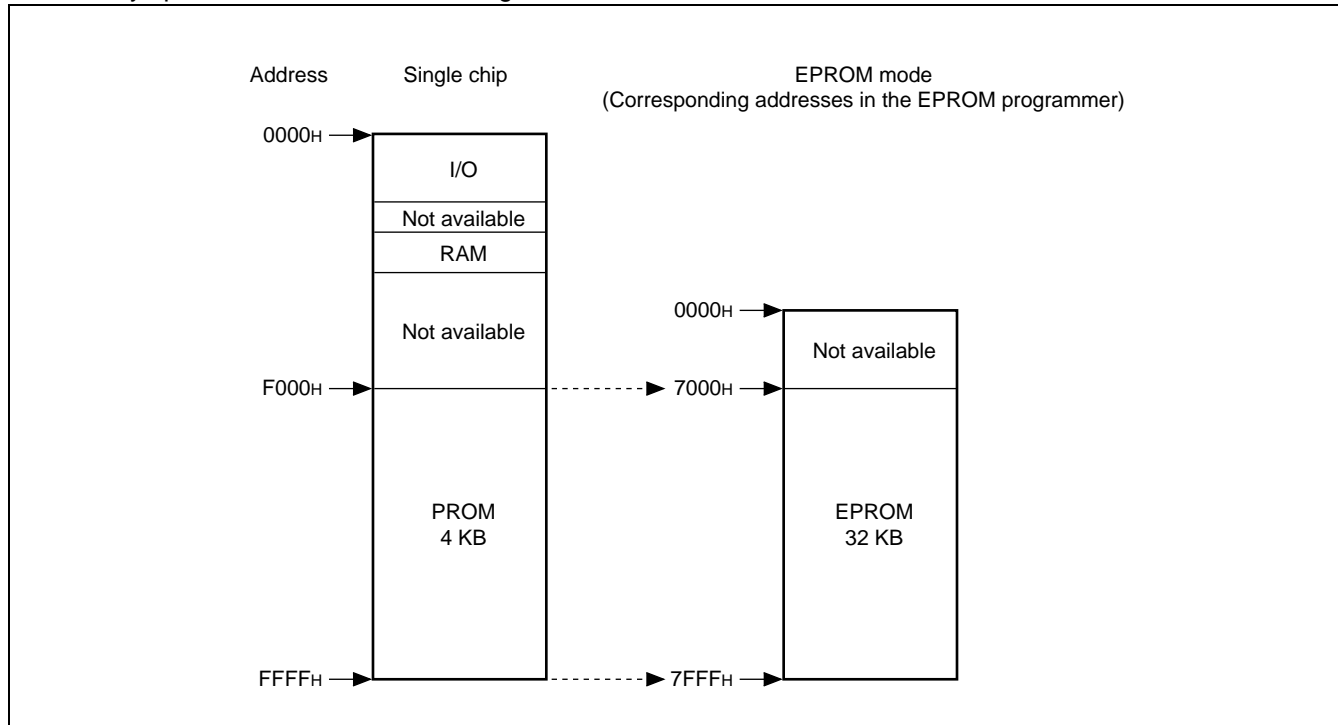 Address Single chip EPROM mode
(Corresponding addresses in the EPROM programmer)
0000H
I/O
Not available
RAM
Not available
0000H
Not available
F000H 7000H
PROM
4 KB
EPROM
32 KB
FFFFH 7FFFH